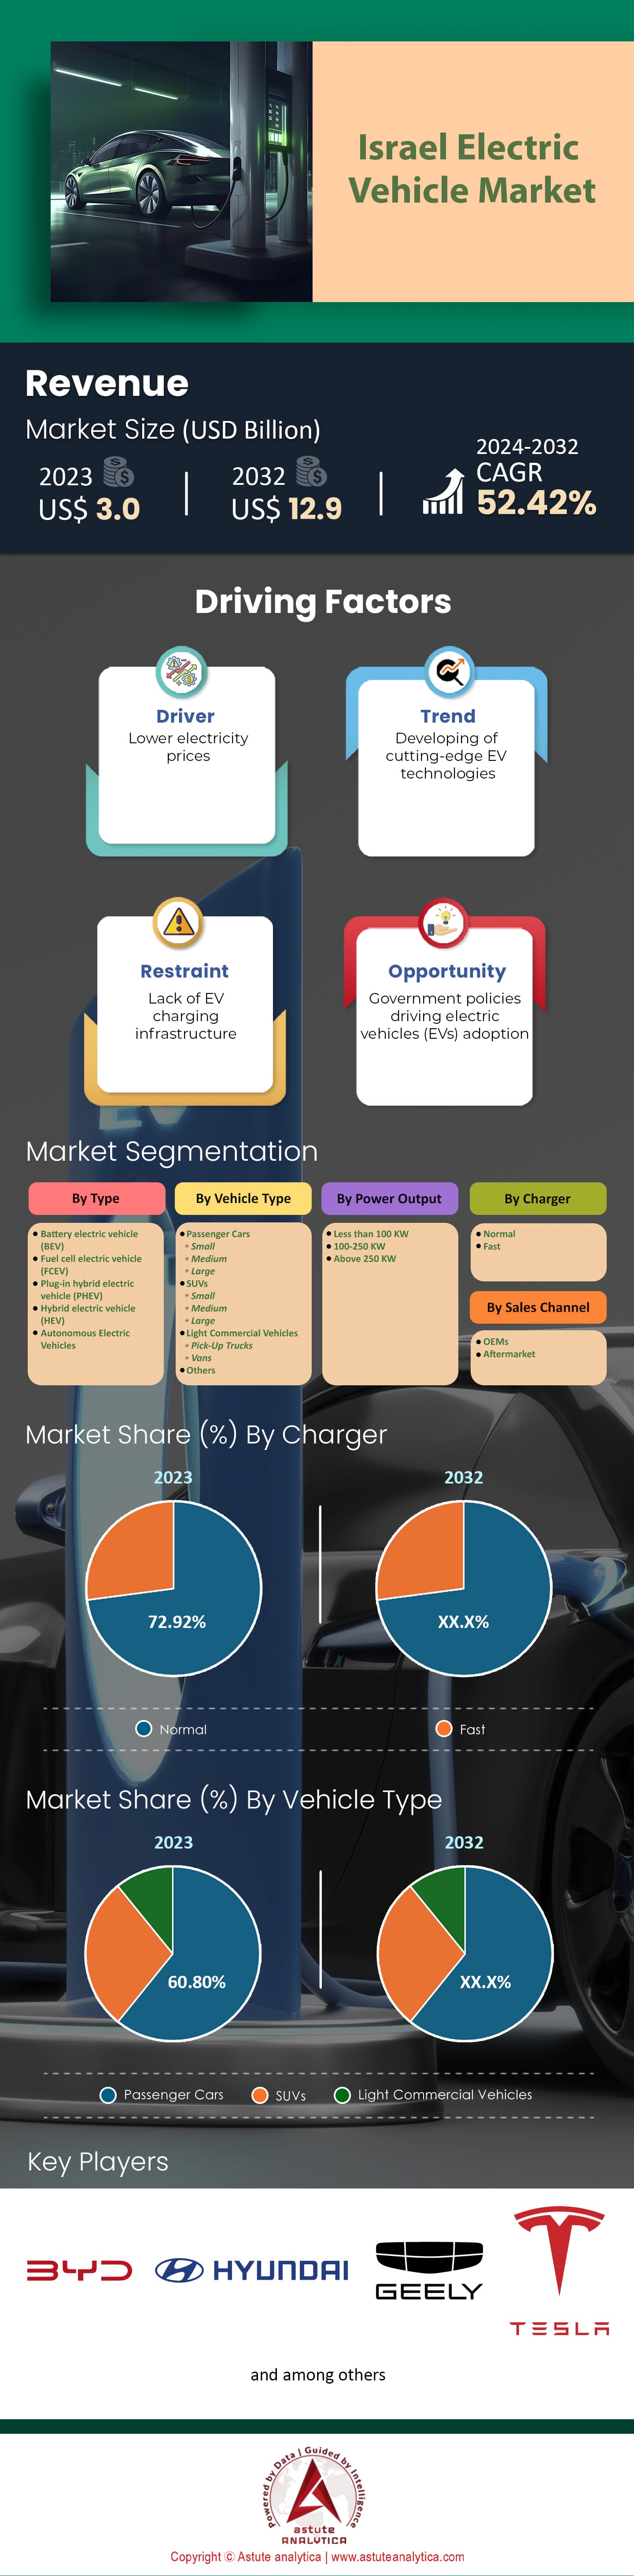 Israel Electric
Vehicle Market
Revenue
Market Size (USD Billion)
2023
US$ 3.0
2032
US$ 12.9
2024-2032
CAGR
52.42%
Driving Factors
Driver
Lower electricity
prices
Trend
Developing of
cutting-edge EV
technologies
Restraint
Lack of EV
charging
infrastructure
Opportunity
Government policies
driving electric
vehicles (EVs) adoption
EV
Market Segmentation
By Type
Battery electric vehicle
(BEV)
Fuel cell electric vehicle
(FCEV)
Plug-in hybrid electric
vehicle (PHEV)
Hybrid electric vehicle
(HEV)
Autonomous Electric
Vehicles
By Vehicle Type
Passenger Cars
Small
Medium
Large
SUVs
Small
Medium
Large
Light Commercial Vehicles
Pick-Up Trucks
Vans
Others
By Power Output
Less than 100 KW
100-250 KW
Above 250 KW
By Charger
Normal
Fast
By Sales Channel
OEMs
Aftermarket
Market Share (%) By Charger
2023
2032
72.92%
XX.X%
Normal
Fast
Market Share (%) By Vehicle Type
2023
2032
60.80%
XX.X%
Passenger Cars
SUVs
Light Commercial Vehicles
Key Players
BYD
HYUNDAI
GEELY
TESLA
and among others
Powered by Data | Guided by Intelligence
astute
ANALYTICA
Copyright © Astute analytica | www.astuteanalytica.com